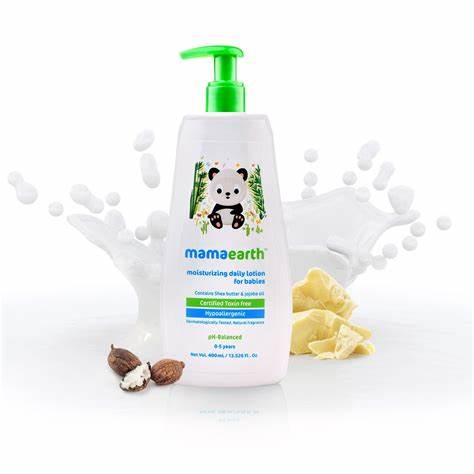 mamaearth™
moisturizing daily lotion
for babies
Contains Shea butter & jojoba oil
Certified Toxin Free
Hypoallergenic
Dermatologically Tested, Natural Fragrance
pH-Balanced
0-5 years
Net Vol. 400mL / 13.526 fl . Oz